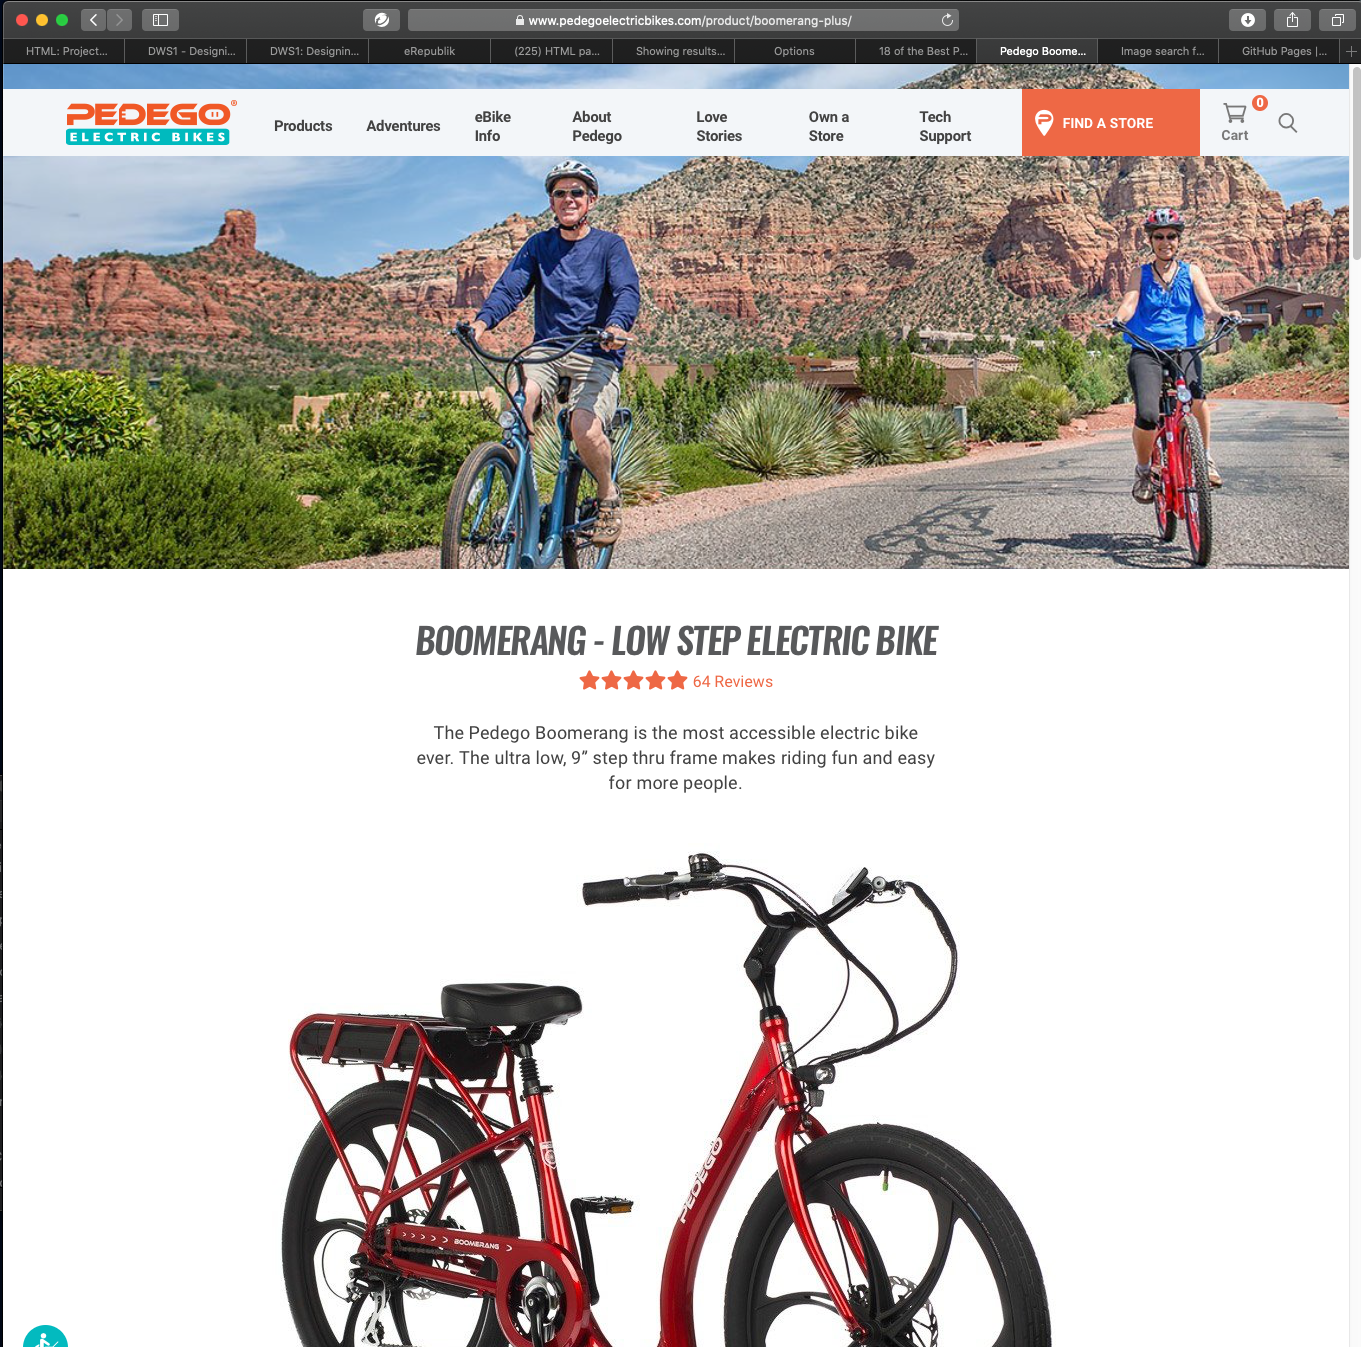 www.pedegoelectricbikes.com/product/boomerang-plus/
HTML: Project...
DWS1 - Designi...
DWS1: Designin...
eRepublik
(225) HTML pa...
Showing results...
Options
18 of the Best P...
Pedego Boome...
Image search f...
GitHub Pages |...
PEDEGO®
ELECTRIC BIKES
Products
Adventures
eBike
Info
About
Pedego
Love
Stories
Own a
Store
Tech
Support
FIND A STORE
0
Cart
BOOMERANG - LOW STEP ELECTRIC BIKE
64 Reviews
The Pedego Boomerang is the most accessible electric bike
ever. The ultra low, 9” step thru frame makes riding fun and easy
for more people.
PEDEGO
BOOMERANG